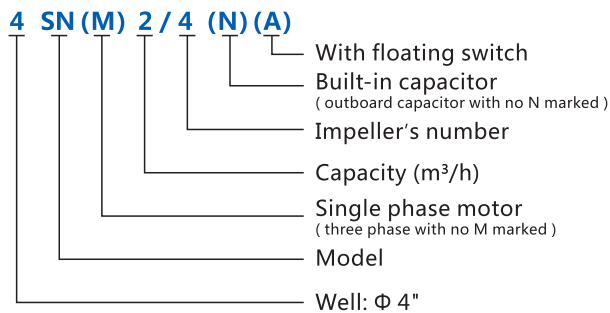 4 SN(M) 2/4 (N)(A)
With floating switch
Built-in capacitor
( outboard capacitor with no N marked )
Impeller's number
Capacity (m³/h)
Single phase motor
( three phase with no M marked )
Model
Well: Φ 4"